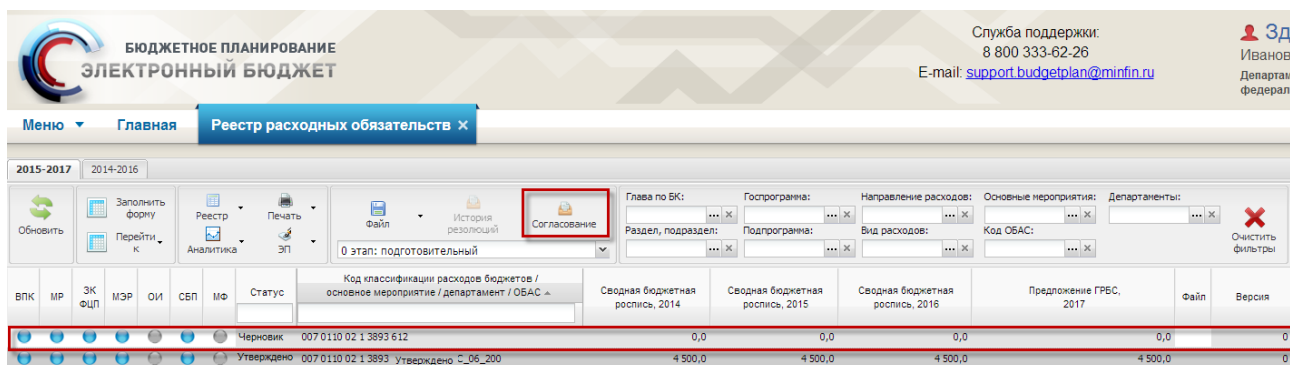 БЮДЖЕТНОЕ ПЛАНИРОВАНИЕ
ЭЛЕКТРОННЫЙ БЮДЖЕТ
Служба поддержки:
8 800 333-62-26
E-mail: support.budgetplan@minfin.ru
Зд
Иванов
Департам
федерал
Меню Главная Реестр расходных обязательств ×
2015-2017 2014-2016
Обновить
Заполнить форму
Перейти к
Реестр
Аналитика
Печать
ЭП
Файл
История резолюций
Согласование
0 этап: подготовительный
Глава по БК: Госпрограмма: Направление расходов: Основные мероприятия: Департаменты:
Раздел, подраздел: Подпрограмма: Вид расходов: Код ОБАС:
Очистить фильтры
ВПК МР ЗК ФЦП МЭР ОИ СБП МФ Статус
Код классификации расходов бюджетов /
основное мероприятие / департамент / ОБАС
Сводная бюджетная роспись, 2014
Сводная бюджетная роспись, 2015
Сводная бюджетная роспись, 2016
Предложение ГРБС, 2017
Файл
Версия
Черновик 007 0110 02 1 3893 612 0,0 0,0 0,0 0,0 0
Утверждено 007 0110 02 1 3893 Утверждено С_06_200 4 500,0 4 500,0 4 500,0 4 500,0 0